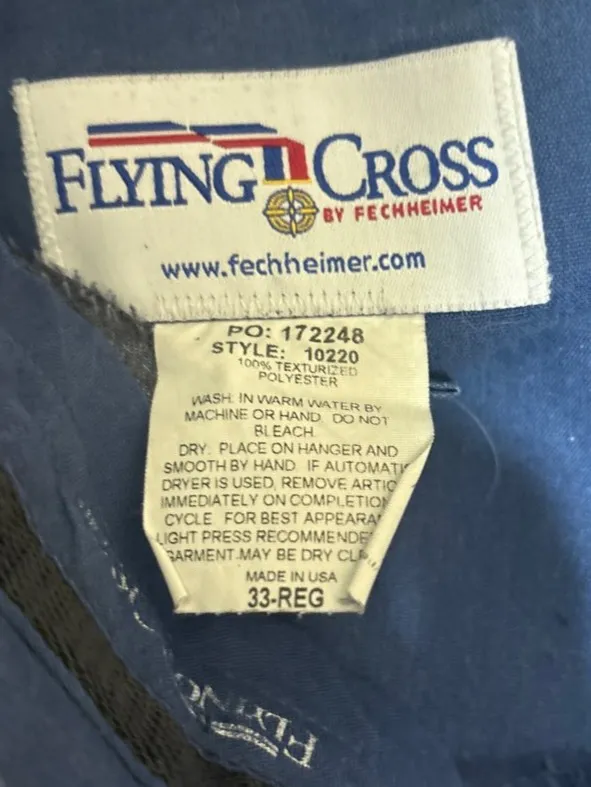 FLYING CROSS
BY FECHHEIMER
www.fechheimer.com
PO: 172248
STYLE: 10220
100% TEXTURIZED
POLYESTER
WASH: IN WARM WATER BY
MACHINE OR HAND. DO NOT
BLEACH.
DRY: PLACE ON HANGER AND
SMOOTH BY HAND. IF AUTOMATI
DRYER IS USED, REMOVE ARTIC
IMMEDIATELY ON COMPLETION
CYCLE. FOR BEST APPEARA
LIGHT PRESS RECOMMENDE
GARMENT MAY BE DRY CL
MADE IN USA
33-REG
FLYING